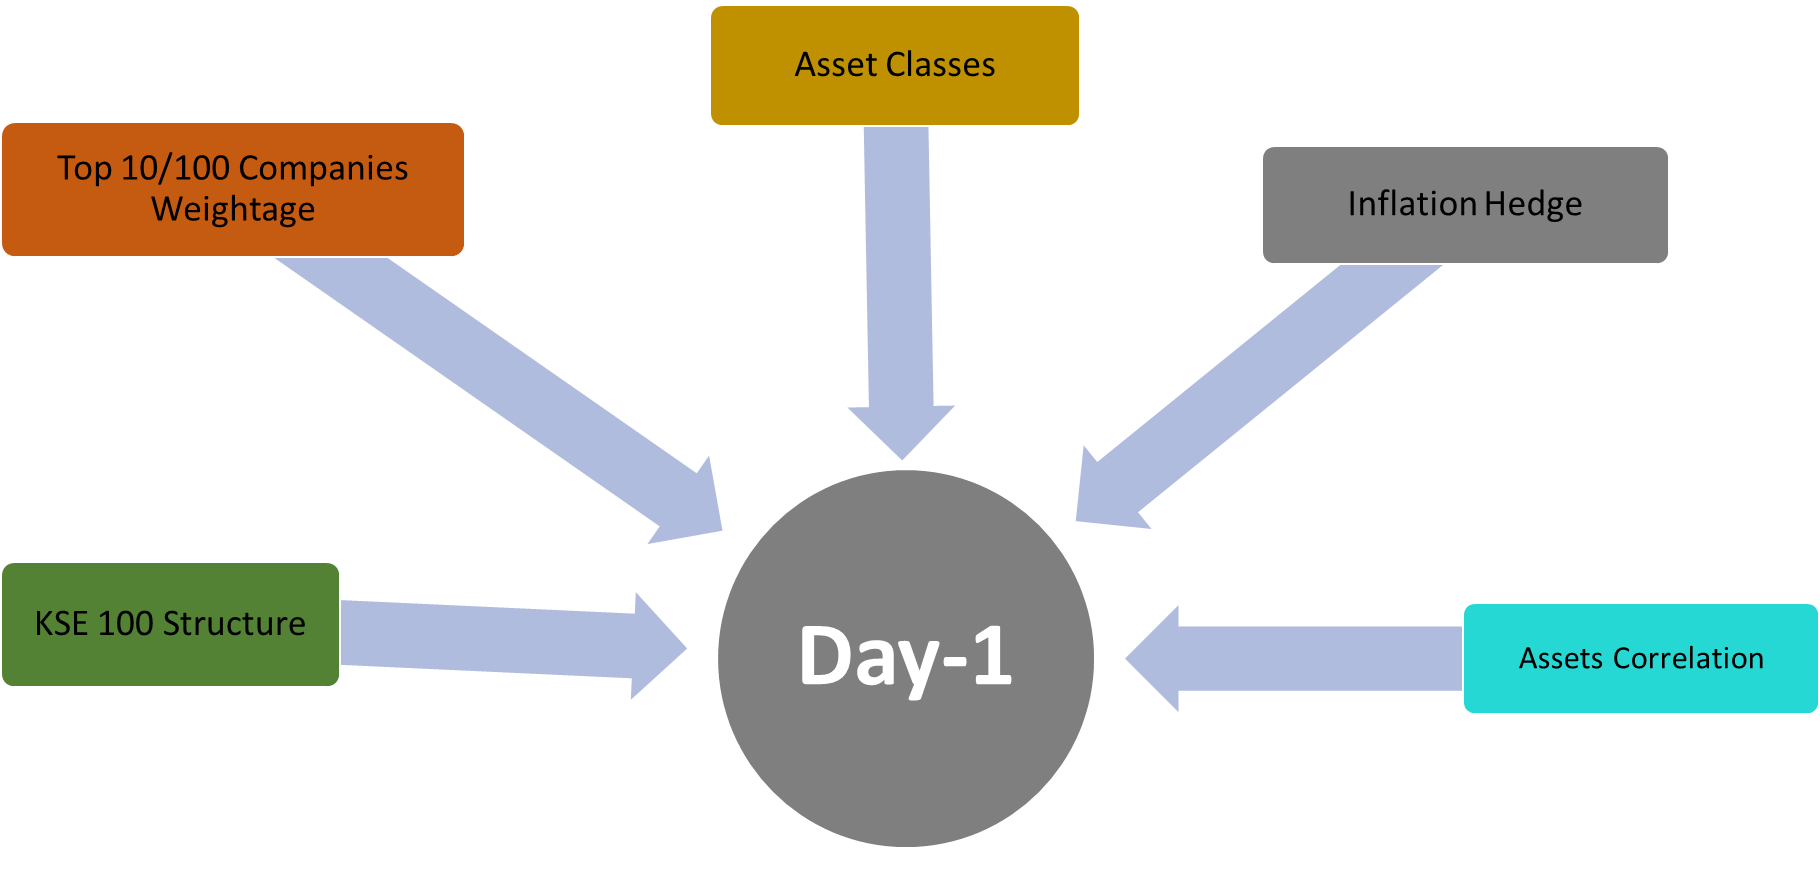 Asset Classes
Top 10/100 Companies
Weightage
Inflation Hedge
KSE 100 Structure
Day-1
Assets Correlation